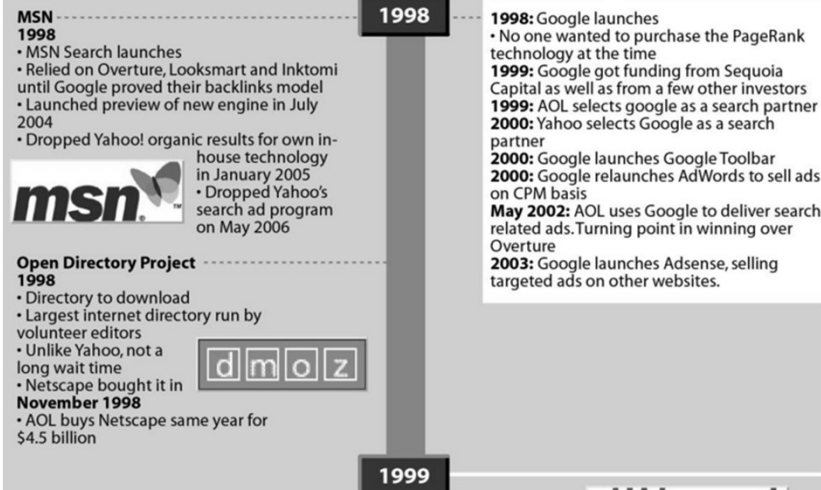 MSN
1998
• MSN Search launches
• Relied on Overture, Looksmart and Inktomi
until Google proved their backlinks model
• Launched preview of new engine in July
2004
• Dropped Yahoo! organic results for own in-
house technology
in January 2005
• Dropped Yahoo's
search ad program
on May 2006
msn®
TM
Open Directory Project
1998
• Directory to download
• Largest internet directory run by
volunteer editors
• Unlike Yahoo, not a
long wait time
• Netscape bought it in
November 1998
• AOL buys Netscape same year for
$4.5 billion
dmoz
1998
1998: Google launches
• No one wanted to purchase the PageRank
technology at the time
1999: Google got funding from Sequoia
Capital as well as from a few other investors
1999: AOL selects google as a search partner
2000: Yahoo selects Google as a search
partner
2000: Google launches Google Toolbar
2000: Google relaunches AdWords to sell ads
on CPM basis
May 2002: AOL uses Google to deliver search
related ads. Turning point in winning over
Overture
2003: Google launches Adsense, selling
targeted ads on other websites.
1999